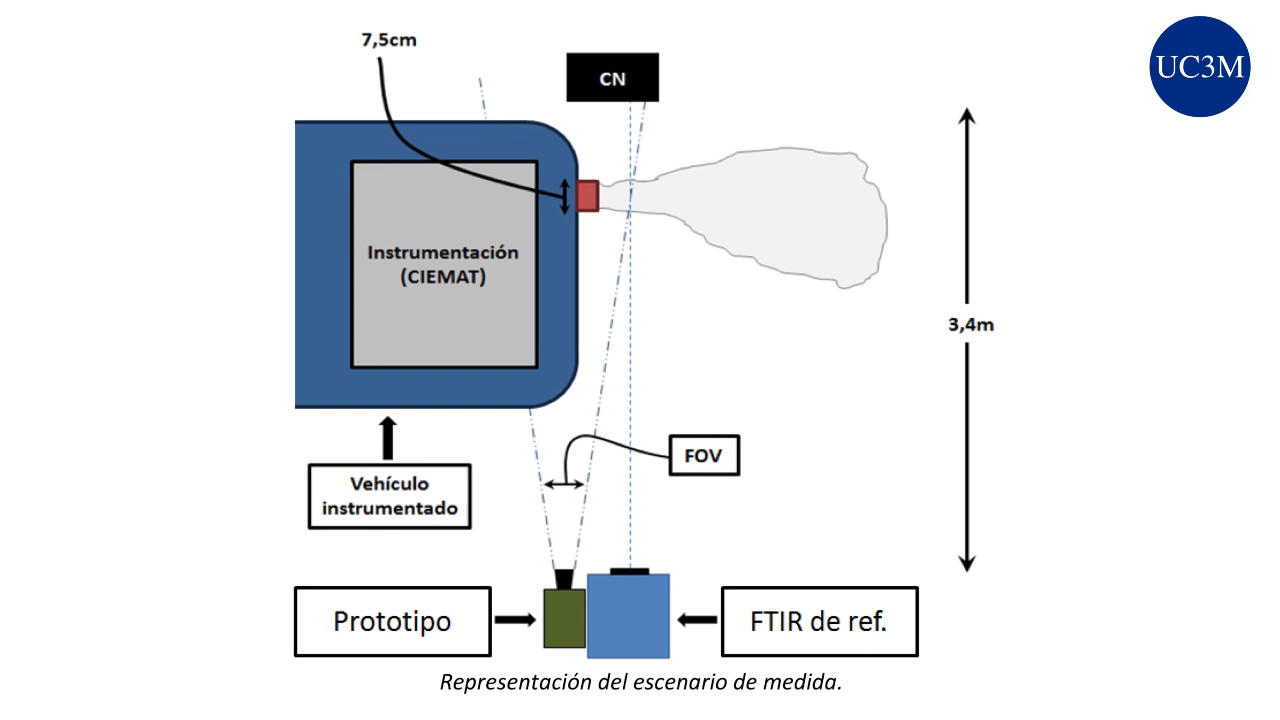 7,5cm
CN
UC3M
Instrumentación
(CIEMAT)
3,4m
FOV
Vehículo
instrumentado
Prototipo
FTIR de ref.
Representación del escenario de medida.